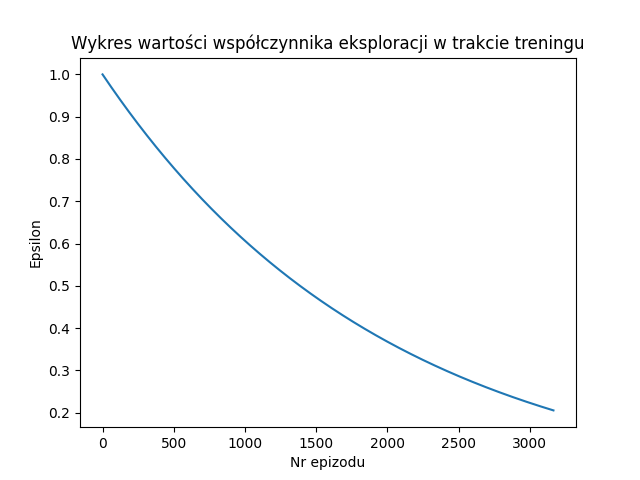 Wykres wartości współczynnika eksploracji w trakcie treningu
1.0
0.9
0.8
0.7
0.6
0.5
0.4
0.3
0.2
Epsilon
0 500 1000 1500 2000 2500 3000
Nr epizodu